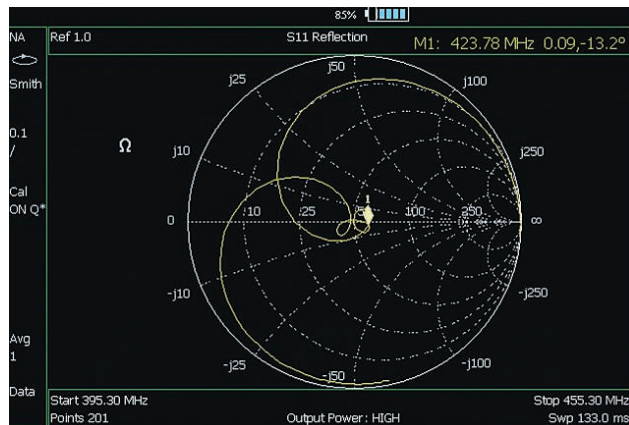 85%
NA Ref 1.0 S11 Reflection M1: 423.78 MHz 0.09,-13.2°
Smith
0.1
/
Cal
ON Q*
Avg
1
Data
Ω
j50
j25 j100
j10 j250
1
0 10 25 50 100 250 ∞
-j10 -j250
-j25 -j100
-j50
Start 395.30 MHz Stop 455.30 MHz
Points 201 Output Power: HIGH Swp 133.0 ms